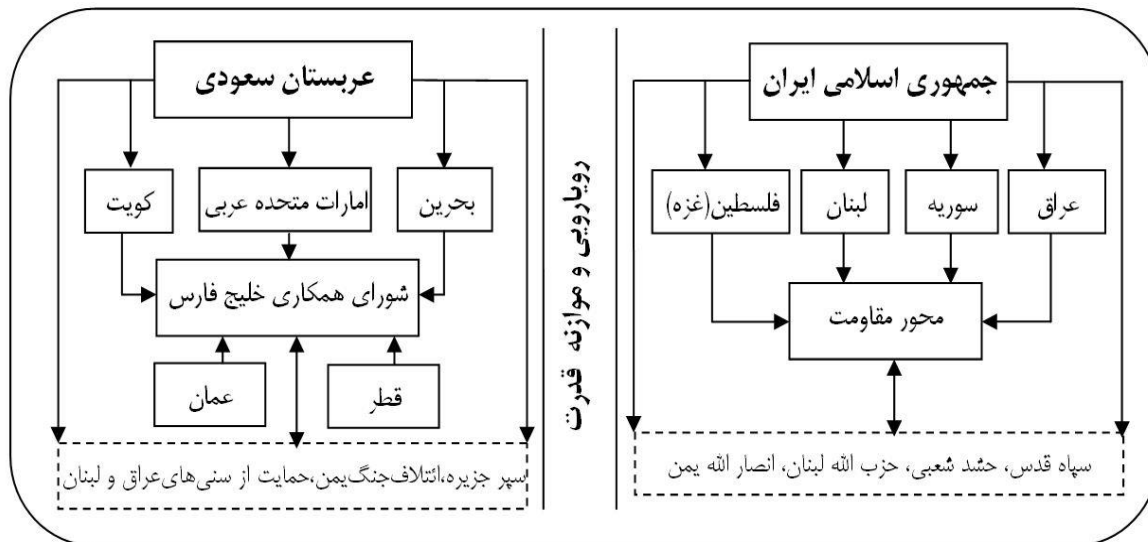 جمهوری اسلامی ایران
عراق
سوریه
لبنان
فلسطین(غزه)
محور مقاومت
سپاه قدس، حشد شعبی، حزب الله لبنان، انصار الله یمن
رویارویی و موازنه قدرت
عربستان سعودی
بحرین
امارات متحده عربی
کویت
شورای همکاری خلیج فارس
قطر
عمان
سپر جزیره،ائتلاف‌جنگ‌یمن،حمایت از سنی‌های‌عراق و لبنان